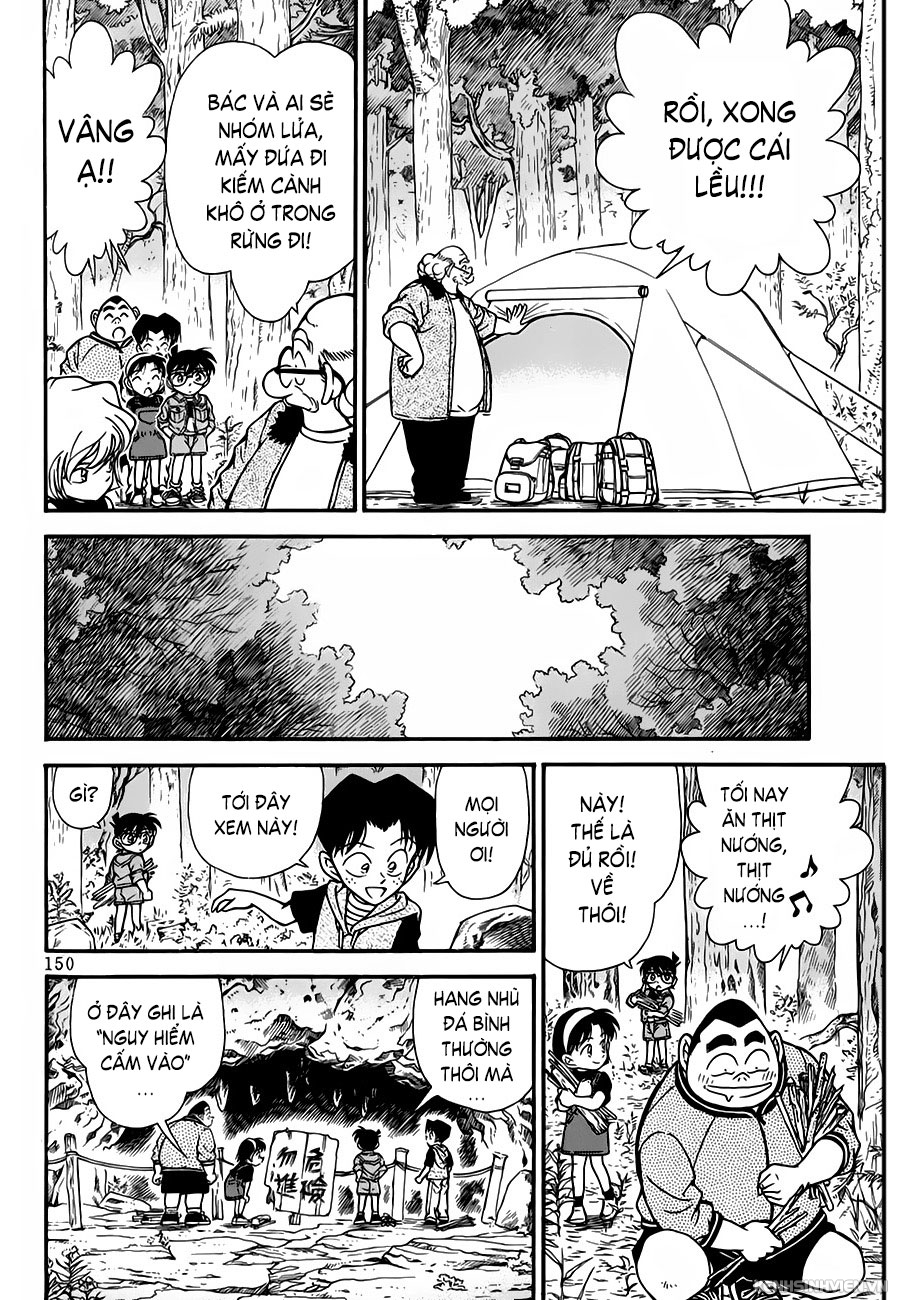 RỒI, XONG
ĐƯỢC CÁI
LỀU!!!
BÁC VÀ AI SẼ
NHÓM LỬA,
MẤY ĐỨA ĐI
KIẾM CÀNH
KHÔ Ở TRONG
RỪNG ĐI!
VÂNG
Ạ!!
TỐI NAY
ĂN THỊT
NƯỚNG,
THỊT
NƯỚNG
...!
NÀY!
THẾ LÀ
ĐỦ RỒI!
VỀ
THÔI!
MỌI
NGƯỜI
ƠI!
TỚI ĐÂY
XEM NÀY!
GÌ?
150
HANG NHŨ
ĐÁ BÌNH
THƯỜNG
THÔI MÀ
...
Ở ĐÂY GHI LÀ
"NGUY HIỂM
CẤM VÀO"
...
危險
勿進